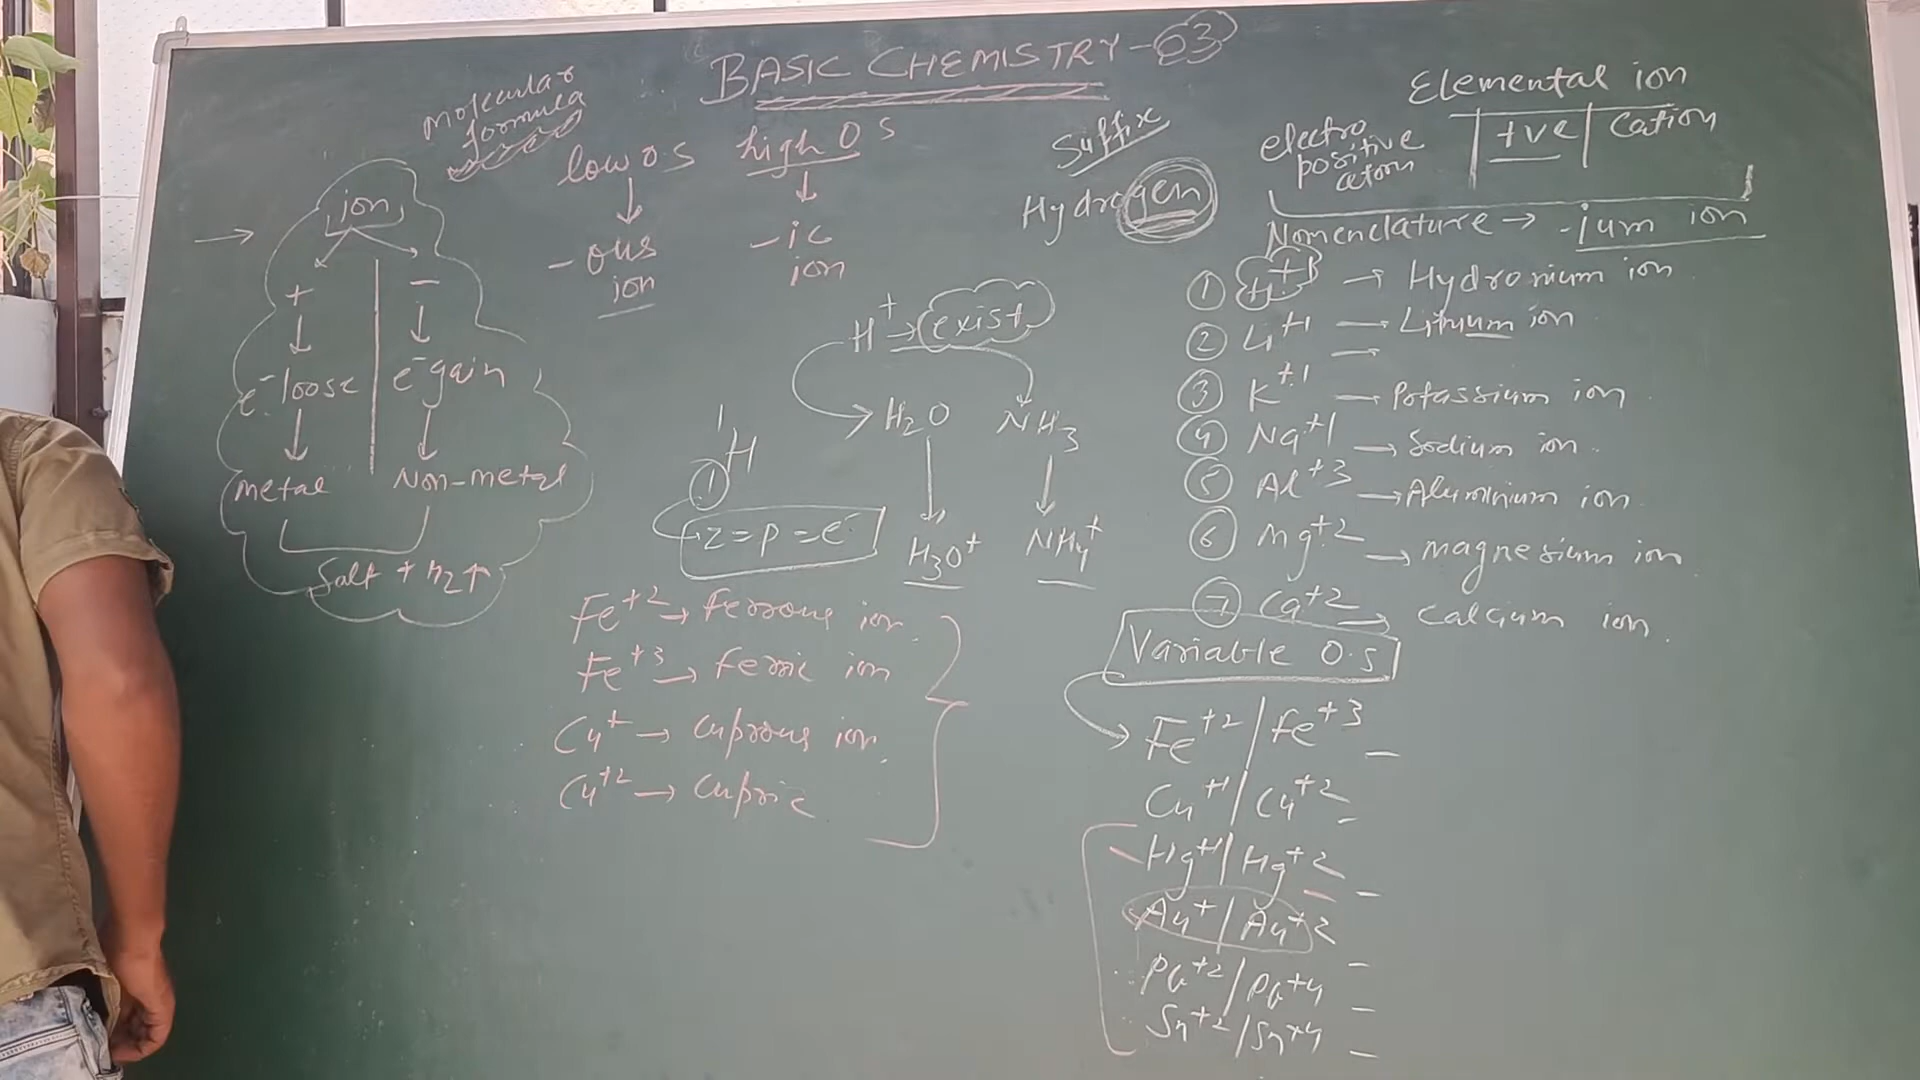 BASIC CHEMISTRY-03
Molecular
formula
low O S
- ous
ion
high O S
- ic
ion
ion
+ | -
e⁻ loose | e⁻ gain
metal | Non-metal
Salt + H2↑
Suffix
Hydrogen
H+ → exist
H2O NH3
H3O+ NH4+
1
H
1
Z = P = e⁻
Fe+2 → Ferrous ion
Fe+3 → Ferric ion
Cu+ → Cuprous ion
Cu+2 → Cupric
Elemental ion
electro
positive
atom
| +ve | Cation
Nomenclature → -ium ion
① H+1 → Hydronium ion
② Li+1 → Lithium ion
③ K+1 → Potassium ion
④ Na+1 → Sodium ion
⑤ Al+3 → Aluminium ion
⑥ Mg+2 → magnesium ion
⑦ Ca+2 → Calcium ion
Variable O.S
Fe+2 / Fe+3 –
Cu+1 / Cu+2 –
Hg+1 / Hg+2 –
Au+ / Au+2 –
Pb+2 / Pb+4 –
Sn+2 / Sn+4 –